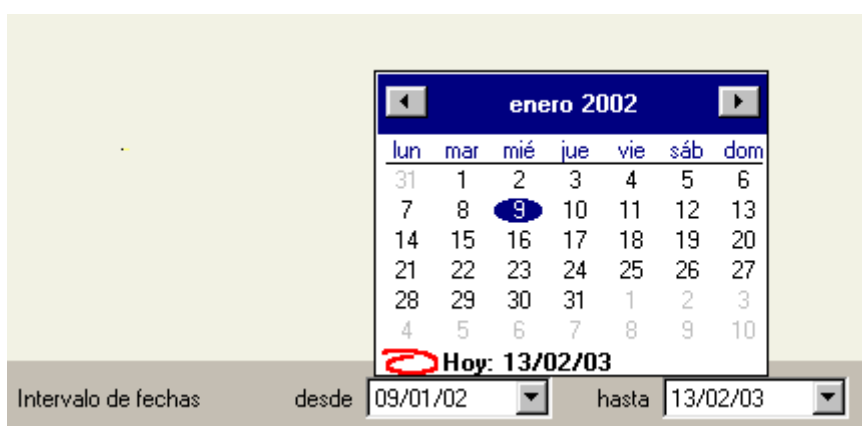 enero 2002
lun mar mié jue vie sáb dom
31 1 2 3 4 5 6
7 8 9 10 11 12 13
14 15 16 17 18 19 20
21 22 23 24 25 26 27
28 29 30 31 1 2 3
4 5 6 7 8 9 10
Hoy: 13/02/03
Intervalo de fechas desde 09/01/02 hasta 13/02/03